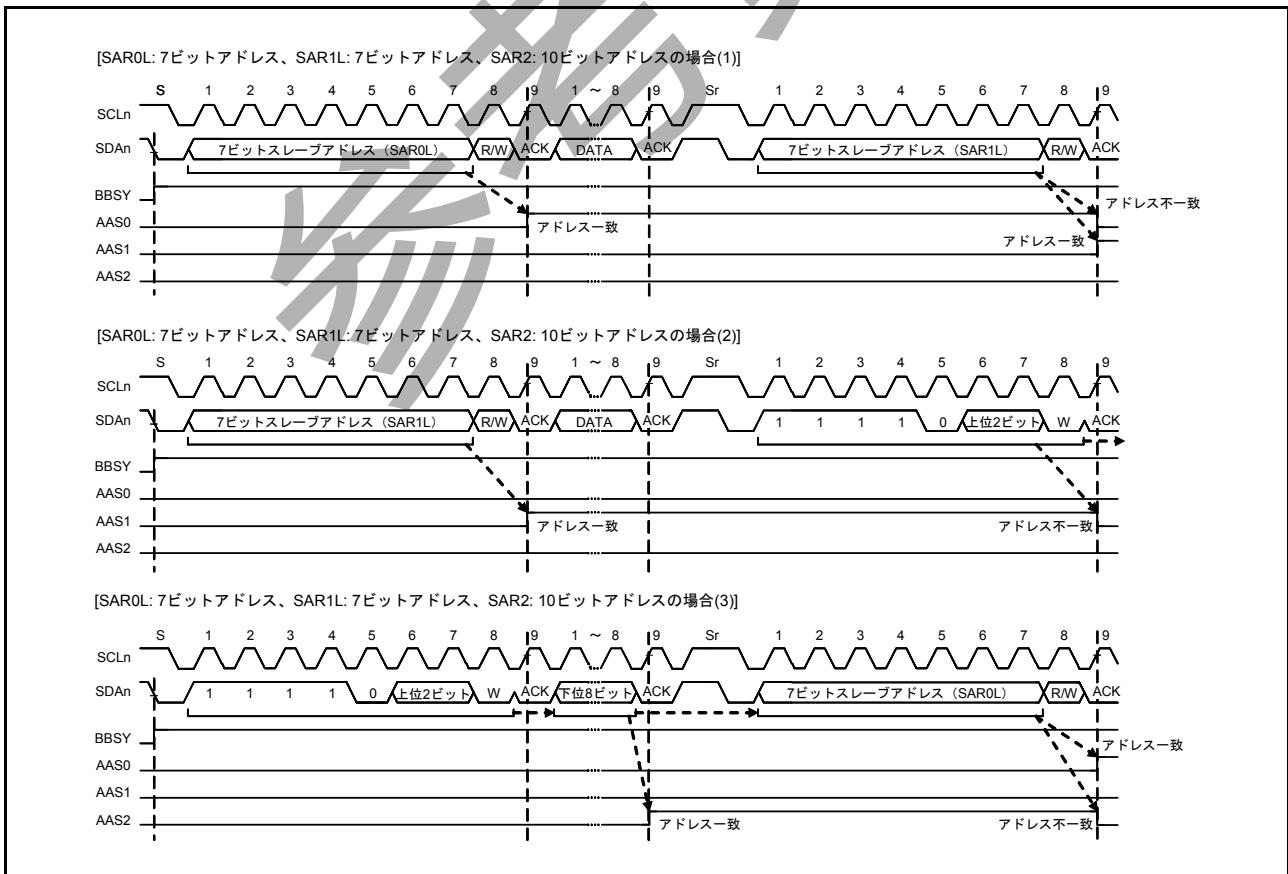 [SAR0L: 7ビットアドレス、SAR1L: 7ビットアドレス、SAR2: 10ビットアドレスの場合(1)]
S 1 2 3 4 5 6 7 8 9 1 ~ 8 9 Sr 1 2 3 4 5 6 7 8 9
SCLn
SDAn 7ビットスレーブアドレス（SAR0L） R/W ACK DATA ACK 7ビットスレーブアドレス（SAR1L） R/W ACK
BBSY
アドレス不一致
AAS0
アドレス一致
アドレス一致
AAS1
AAS2
[SAR0L: 7ビットアドレス、SAR1L: 7ビットアドレス、SAR2: 10ビットアドレスの場合(2)]
S 1 2 3 4 5 6 7 8 9 1 ~ 8 9 Sr 1 2 3 4 5 6 7 8 9
SCLn
SDAn 7ビットスレーブアドレス（SAR1L） R/W ACK DATA ACK 1 1 1 1 0 上位2ビット W ACK
BBSY
AAS0
AAS1 アドレス一致 アドレス不一致
AAS2
[SAR0L: 7ビットアドレス、SAR1L: 7ビットアドレス、SAR2: 10ビットアドレスの場合(3)]
S 1 2 3 4 5 6 7 8 9 1 ~ 8 9 Sr 1 2 3 4 5 6 7 8 9
SCLn
SDAn 1 1 1 1 0 上位2ビット W ACK 下位8ビット ACK 7ビットスレーブアドレス（SAR0L） R/W ACK
BBSY
アドレス一致
AAS0
AAS1
AAS2 アドレス一致 アドレス不一致